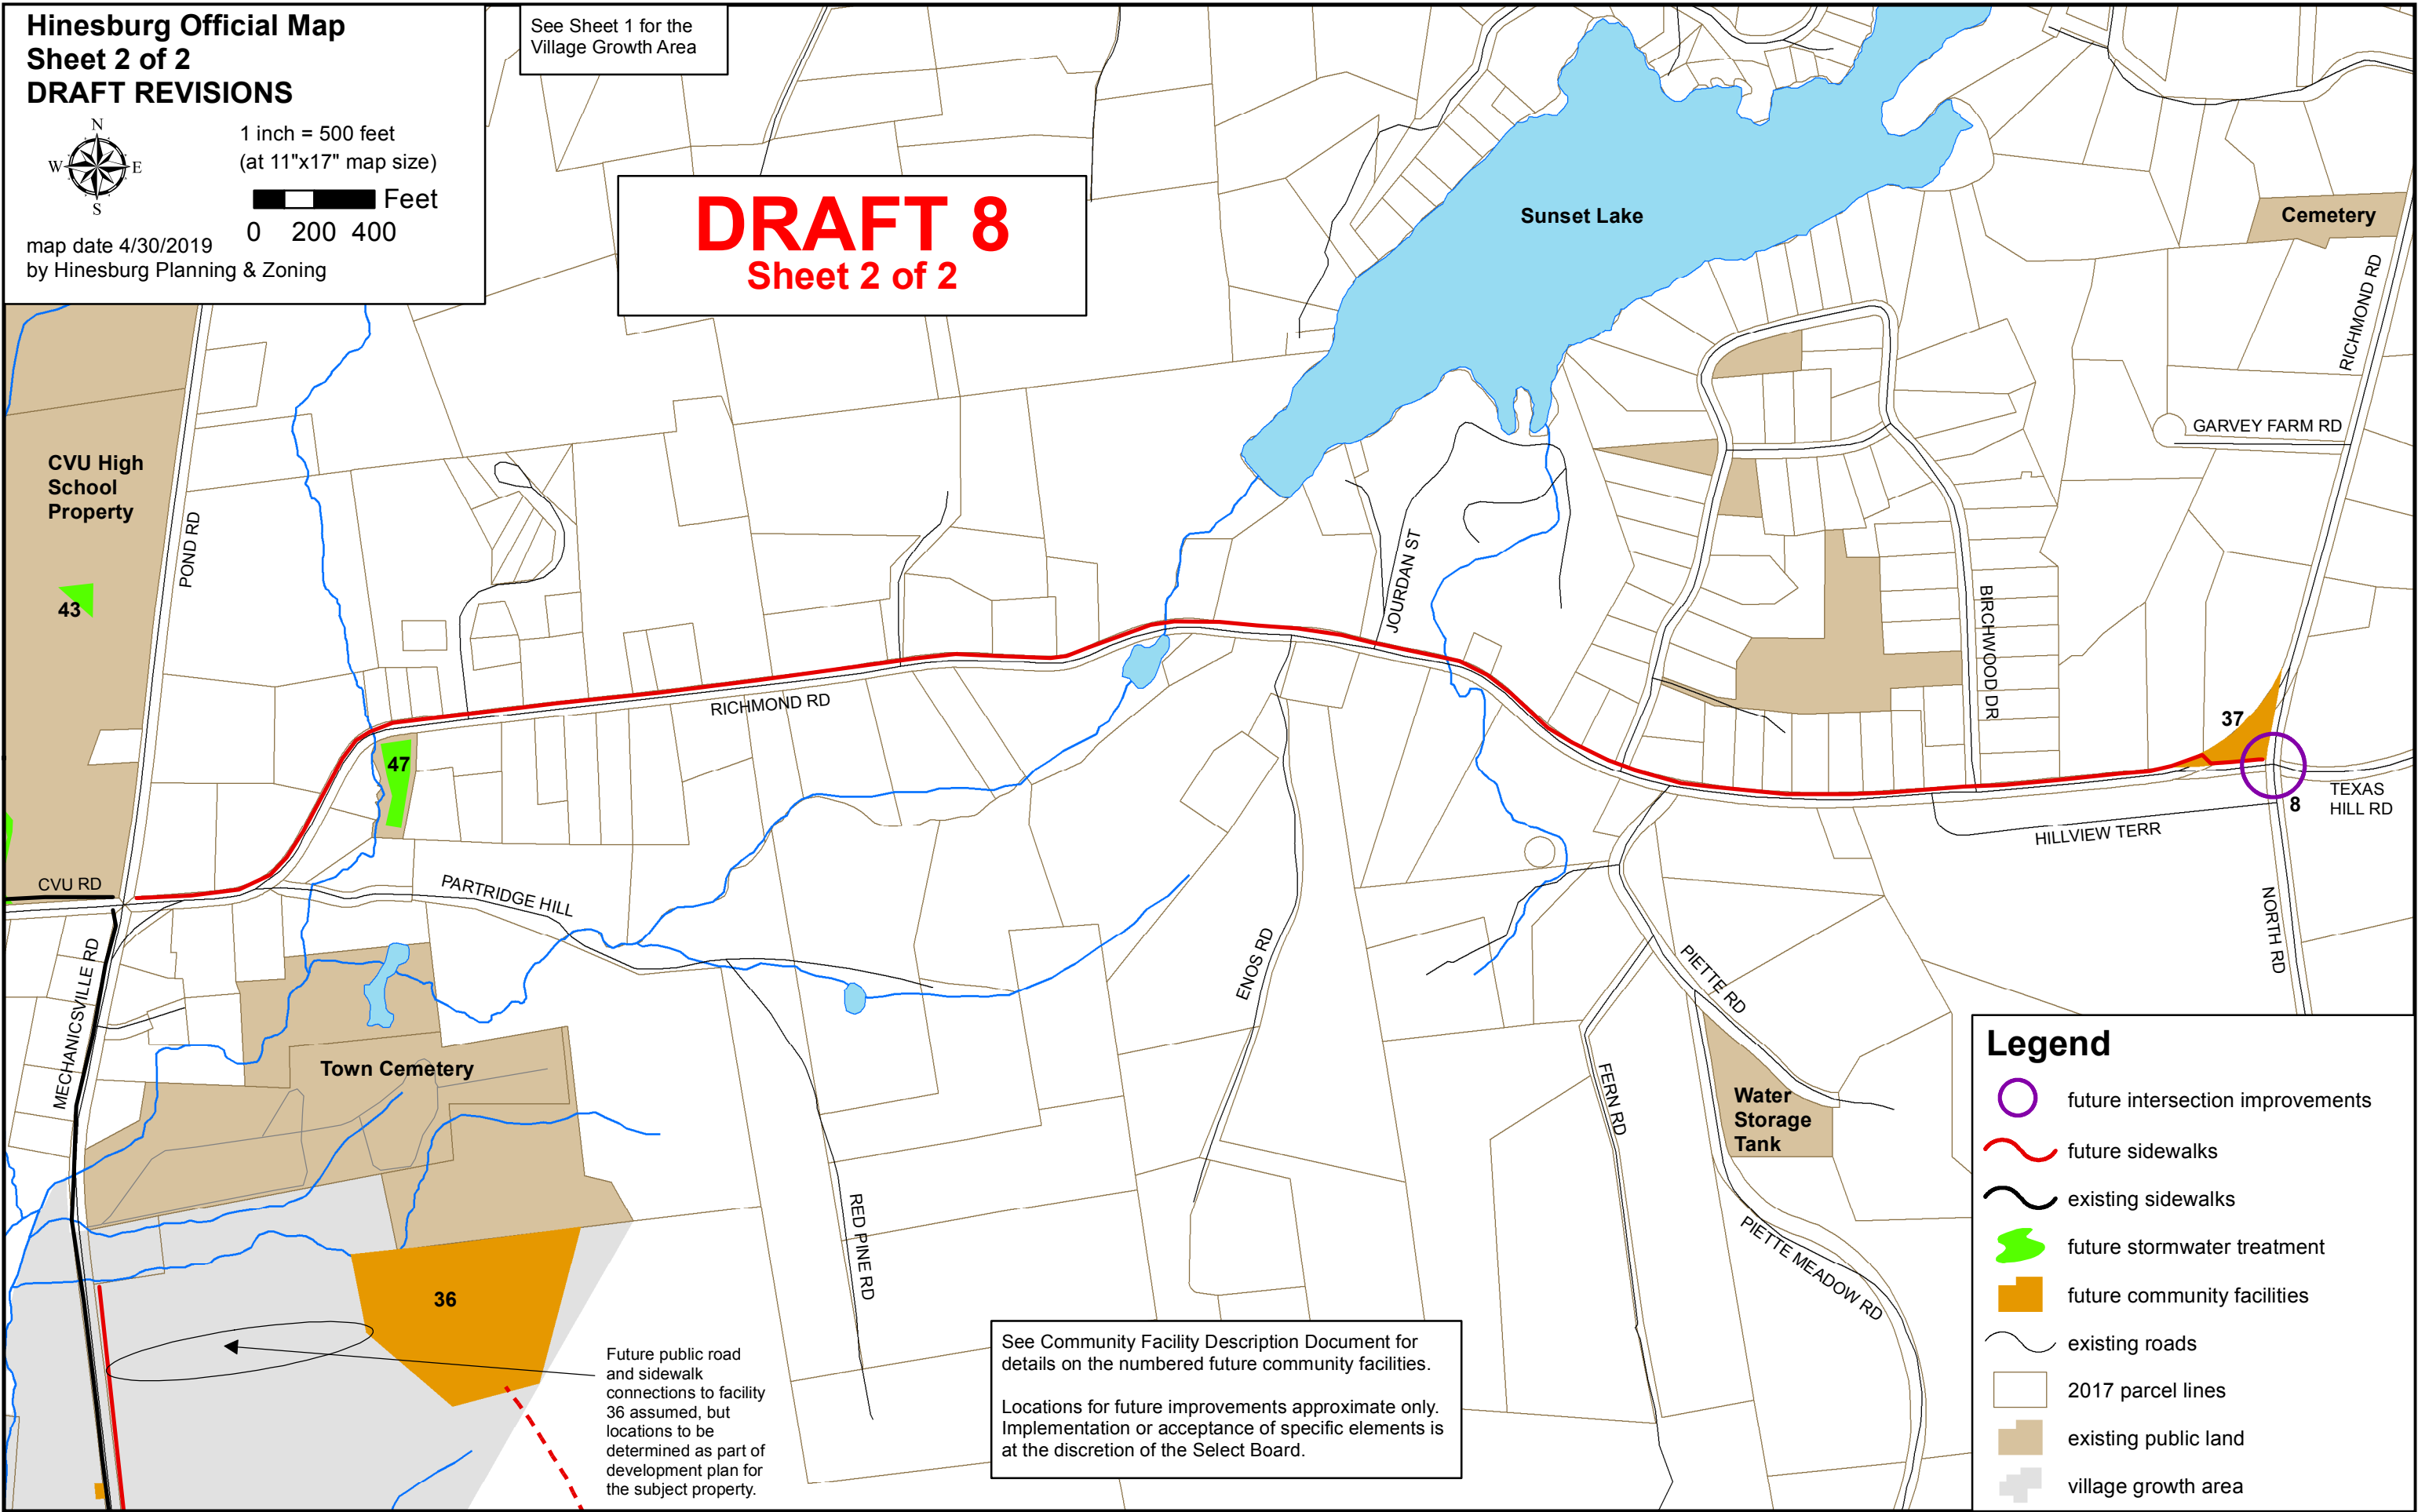 Hinesburg Official Map
Sheet 2 of 2
DRAFT REVISIONS
N
W
E
S
1 inch = 500 feet
(at 11"x17" map size)
Feet
0 200 400
map date 4/30/2019
by Hinesburg Planning & Zoning
See Sheet 1 for the
Village Growth Area
DRAFT 8
Sheet 2 of 2
Sunset Lake
Cemetery
RICHMOND RD
GARVEY FARM RD
CVU High
School
Property
POND RD
43
JOURDAN ST
BIRCHWOOD DR
RICHMOND RD
47
37
8
TEXAS
HILL RD
HILLVIEW TERR
CVU RD
PARTRIDGE HILL
MECHANICSVILLE RD
ENOS RD
PIETTE RD
NORTH RD
Town Cemetery
FERN RD
Water
Storage
Tank
RED PINE RD
PIETTE MEADOW RD
36
Future public road
and sidewalk
connections to facility
36 assumed, but
locations to be
determined as part of
development plan for
the subject property.
See Community Facility Description Document for
details on the numbered future community facilities.
Locations for future improvements approximate only.
Implementation or acceptance of specific elements is
at the discretion of the Select Board.
Legend
future intersection improvements
future sidewalks
existing sidewalks
future stormwater treatment
future community facilities
existing roads
2017 parcel lines
existing public land
village growth area